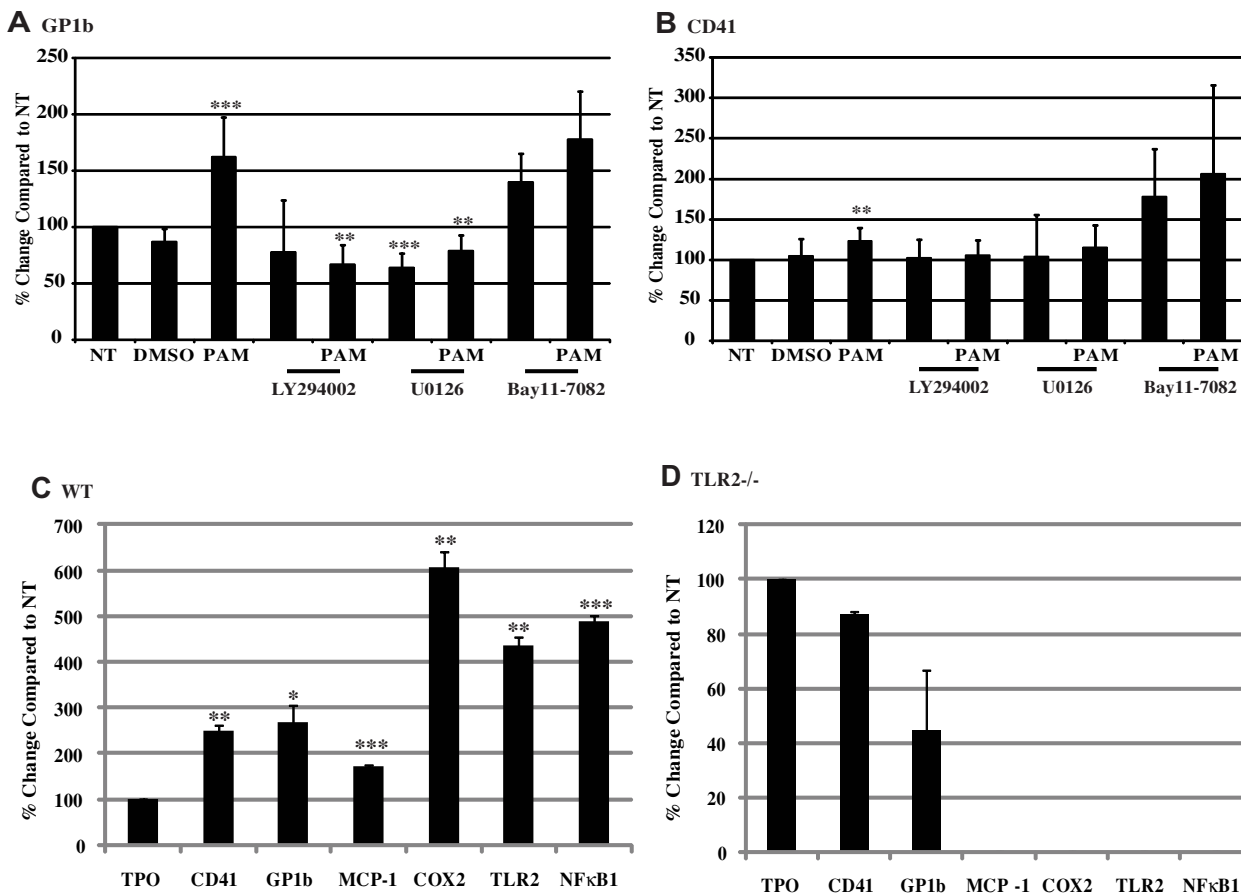 A GP1b
% Change Compared to NT
250
200
150
100
50
0
***
**
***
**
NT DMSO PAM PAM PAM PAM
LY294002 U0126 Bay11-7082
B CD41
% Change Compared to NT
350
300
250
200
150
100
50
0
**
NT DMSO PAM PAM PAM PAM
LY294002 U0126 Bay11-7082
C WT
% Change Compared to NT
700
600
500
400
300
200
100
0
**
*
***
**
**
***
TPO CD41 GP1b MCP-1 COX2 TLR2 NFκB1
D TLR2-/-
% Change Compared to NT
120
100
80
60
40
20
0
TPO CD41 GP1b MCP -1 COX2 TLR2 NFκB1